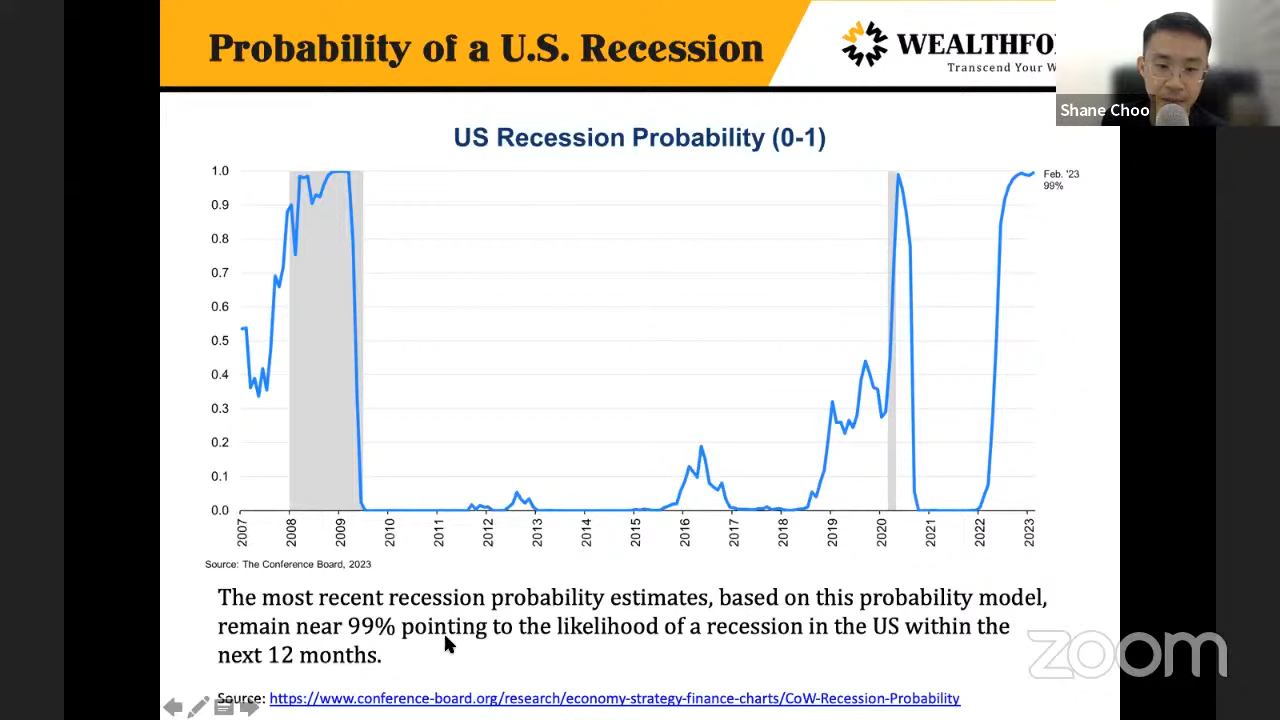 Probability of a U.S. Recession
WEALTHFO
Transcend Your W
Shane Choo
US Recession Probability (0-1)
1.0
0.9
0.8
0.7
0.6
0.5
0.4
0.3
0.2
0.1
0.0
Feb. '23
99%
2007 2008 2009 2010 2011 2012 2013 2014 2015 2016 2017 2018 2019 2020 2021 2022 2023
Source: The Conference Board, 2023
The most recent recession probability estimates, based on this probability model,
remain near 99% pointing to the likelihood of a recession in the US within the
next 12 months.
zoom
Source: https://www.conference-board.org/research/economy-strategy-finance-charts/CoW-Recession-Probability